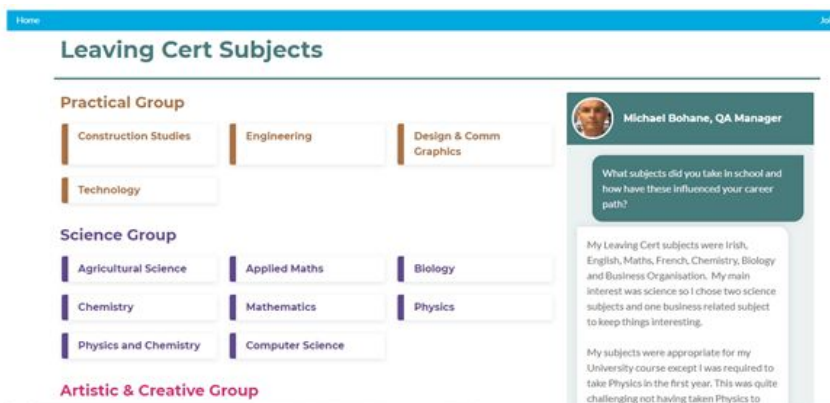 Home
Leaving Cert Subjects
Practical Group
Construction Studies
Engineering
Design & Comm
Graphics
Technology
Science Group
Agricultural Science
Applied Maths
Biology
Chemistry
Mathematics
Physics
Physics and Chemistry
Computer Science
Artistic & Creative Group
Michael Bohane, QA Manager
What subjects did you take in school and
how have these influenced your career
path?
My Leaving Cert subjects were Irish,
English, Maths, French, Chemistry, Biology
and Business Organisation. My main
interest was science so I chose two science
subjects and one business related subject
to keep things interesting.
My subjects were appropriate for my
University course except I was required to
take Physics in the first year. This was quite
challenging not having taken Physics to